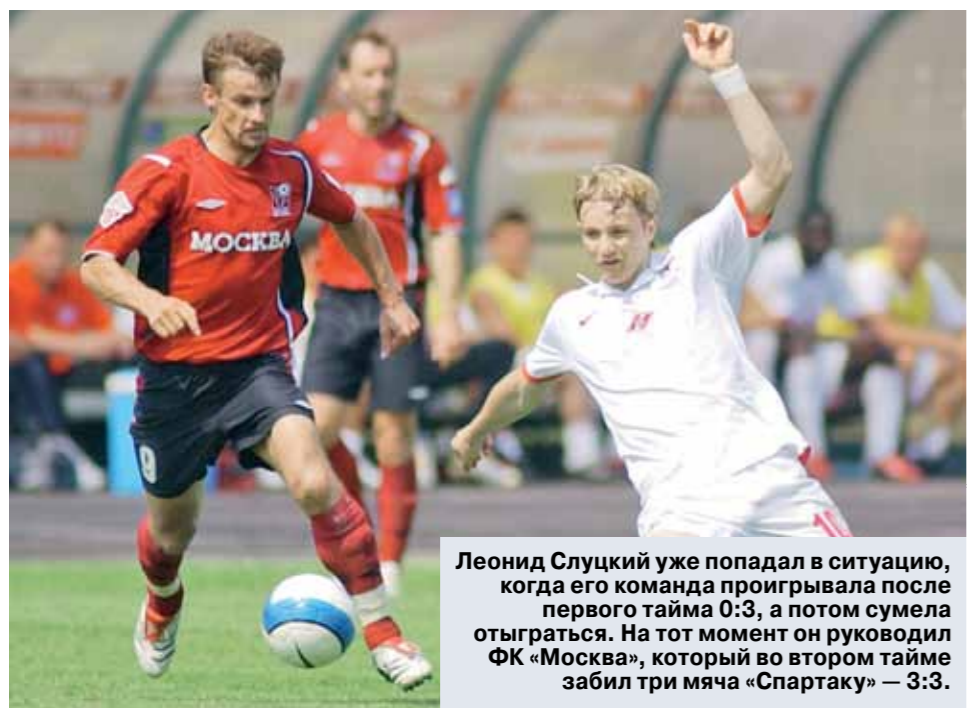 МОСКВА
9
Леонид Слуцкий уже попадал в ситуацию,
когда его команда проигрывала после
первого тайма 0:3, а потом сумела
отыграться. На тот момент он руководил
ФК «Москва», который во втором тайме
забил три мяча «Спартаку» — 3:3.